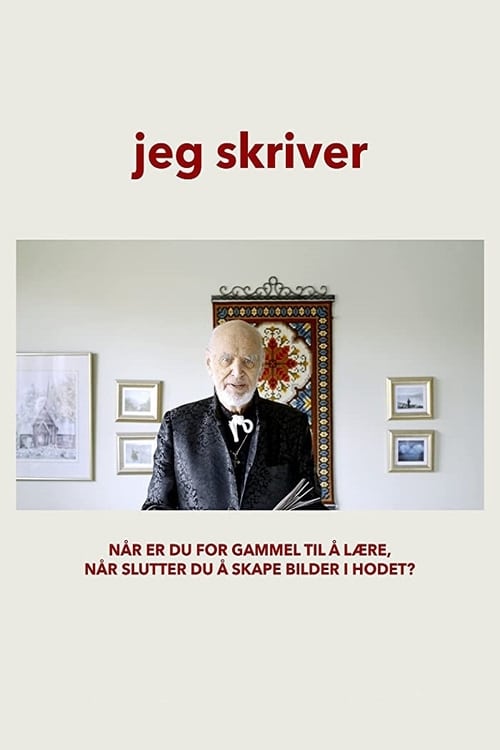 jeg skriver
NÅR ER DU FOR GAMMEL TIL Å LÆRE,
NÅR SLUTTER DU Å SKAPE BILDER I HODET?